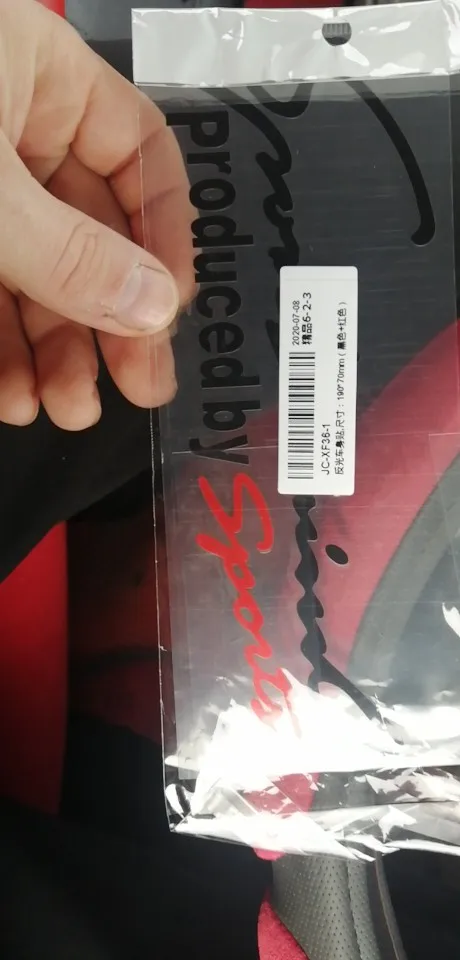 Produced by Sports
2020-07-08
精品6-2-3
JC-XF36-1
反光车身贴,尺寸：190*70mm（黑色+红色）